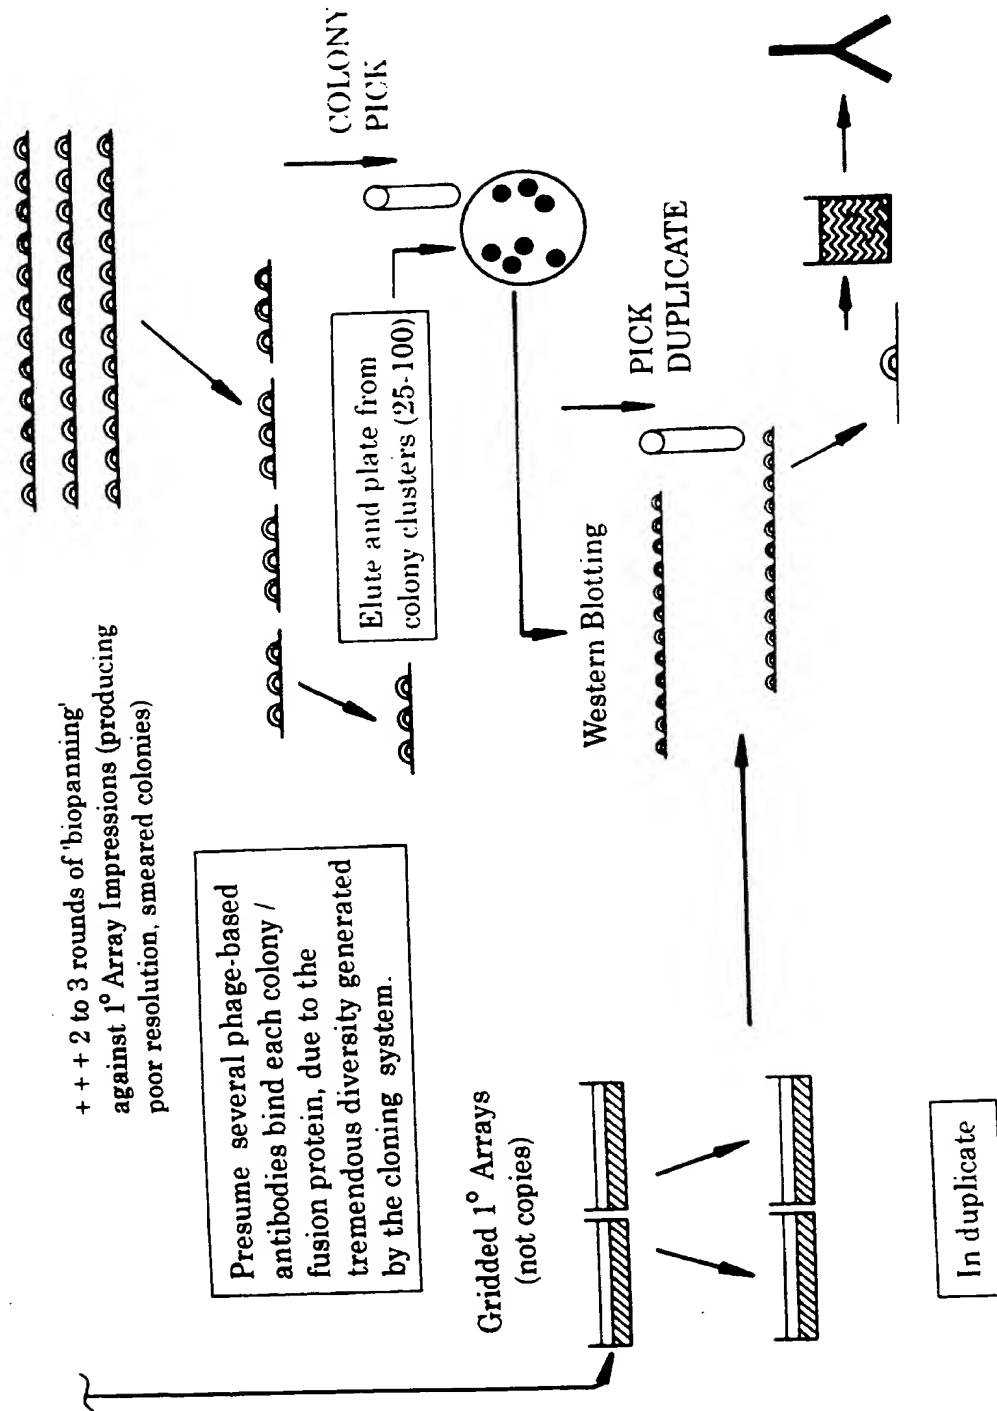 + + + 2 to 3 rounds of 'biopanning'
against 1° Array Impressions (producing
poor resolution, smeared colonies)
COLONY
PICK
Presume several phage-based
antibodies bind each colony /
fusion protein, due to the
tremendous diversity generated
by the cloning system.
Elute and plate from
colony clusters (25-100)
Gridded 1° Arrays
(not copies)
Western Blotting
PICK
DUPLICATE
In duplicate